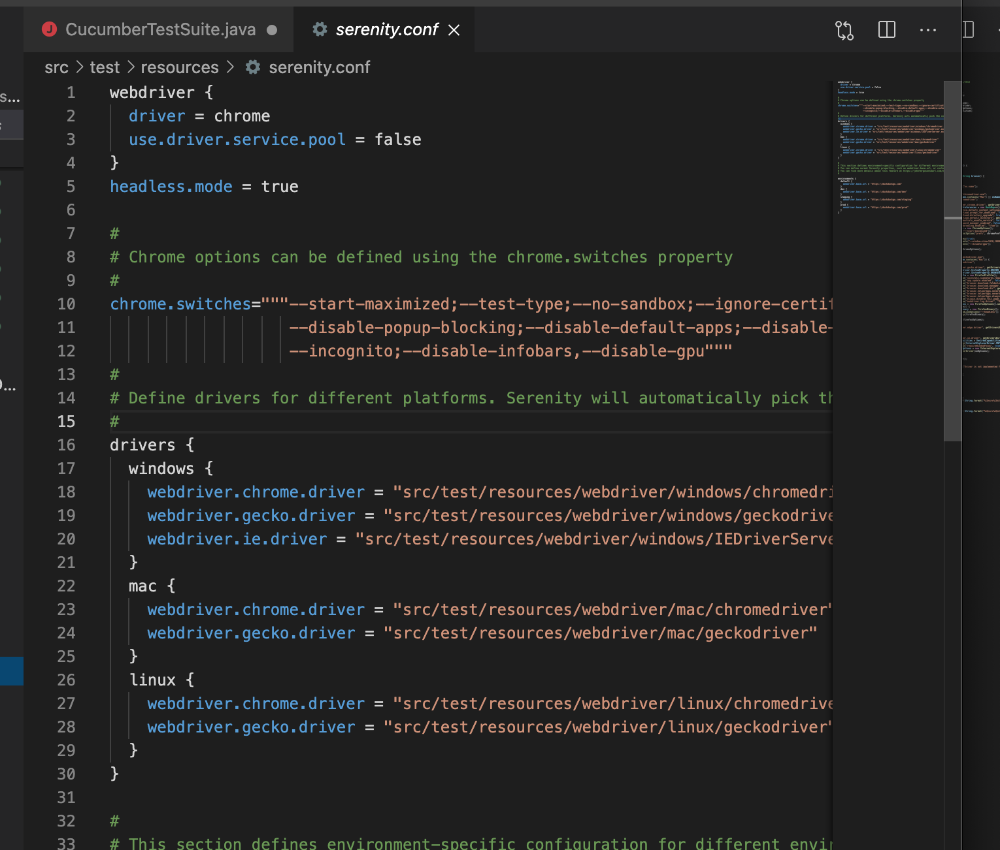 CucumberTestSuite.java
serenity.conf
src > test > resources > serenity.conf
1 webdriver {
2 driver = chrome
3 use.driver.service.pool = false
4 }
5 headless.mode = true
6
7 #
8 # Chrome options can be defined using the chrome.switches property
9 #
10 chrome.switches="""--start-maximized;--test-type;--no-sandbox;--ignore-certif
11 --disable-popup-blocking;--disable-default-apps;--disable-
12 --incognito;--disable-infobars,--disable-gpu"""
13 #
14 # Define drivers for different platforms. Serenity will automatically pick th
15 #
16 drivers {
17 windows {
18 webdriver.chrome.driver = "src/test/resources/webdriver/windows/chromedri
19 webdriver.gecko.driver = "src/test/resources/webdriver/windows/geckodrive
20 webdriver.ie.driver = "src/test/resources/webdriver/windows/IEDriverServe
21 }
22 mac {
23 webdriver.chrome.driver = "src/test/resources/webdriver/mac/chromedriver"
24 webdriver.gecko.driver = "src/test/resources/webdriver/mac/geckodriver"
25 }
26 linux {
27 webdriver.chrome.driver = "src/test/resources/webdriver/linux/chromedrive
28 webdriver.gecko.driver = "src/test/resources/webdriver/linux/geckodriver"
29 }
30 }
31
32 #
33 # This section defines environment-specific configuration for different envir